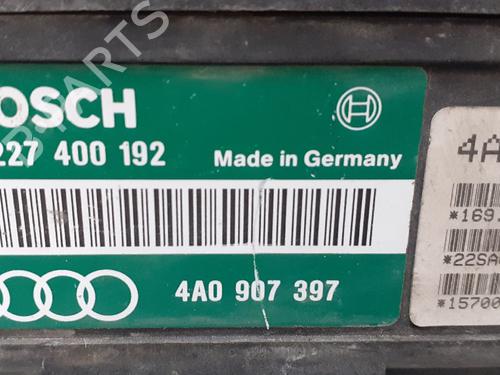 OSCH
227 400 192
Made in Germany
4A0 907 397
4A
*169
*22SA
*15700